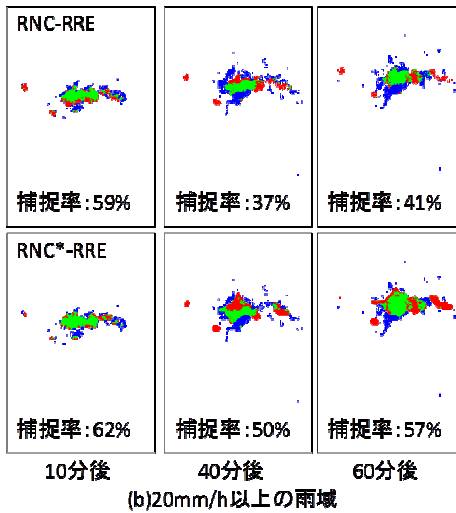 RNC-RRE
捕捉率:59% 捕捉率:37% 捕捉率:41%
RNC*-RRE
捕捉率:62% 捕捉率:50% 捕捉率:57%
10分後 40分後 60分後
(b)20mm/h以上の雨域